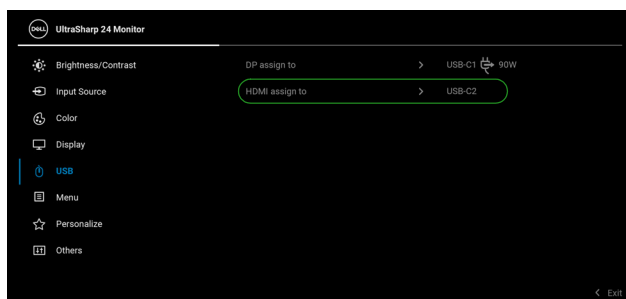 DELL UltraSharp 24 Monitor
Brightness/Contrast DP assign to > USB-C1 90W
Input Source HDMI assign to > USB-C2
Color
Display
USB
Menu
Personalize
Others
< Exit